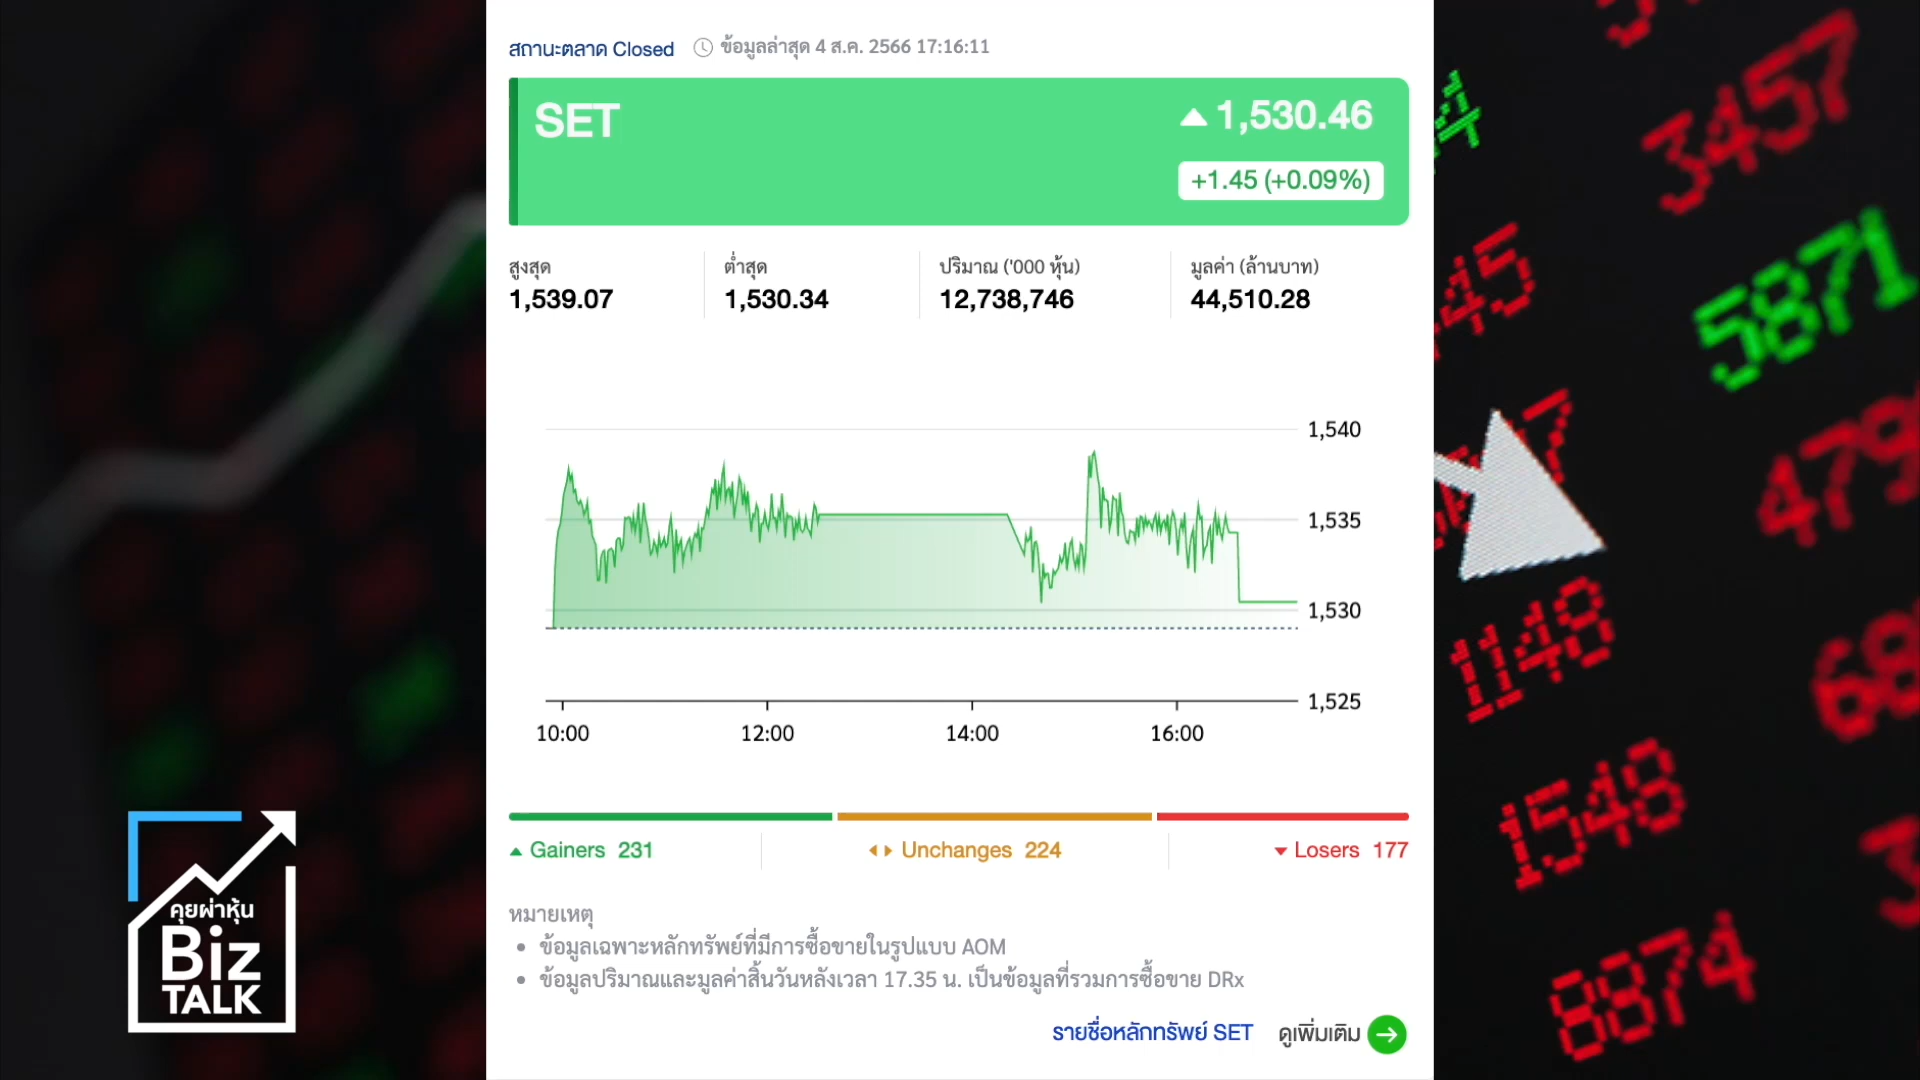 สถานะตลาด Closed ข้อมูลล่าสุด 4 ส.ค. 2566 17:16:11
SET
1,530.46
+1.45 (+0.09%)
สูงสุด ต่ำสุด ปริมาณ ('000 หุ้น) มูลค่า (ล้านบาท)
1,539.07 1,530.34 12,738,746 44,510.28
1,540
1,535
1,530
1,525
10:00 12:00 14:00 16:00
Gainers 231 Unchanges 224 Losers 177
หมายเหตุ
ข้อมูลเฉพาะหลักทรัพย์ที่มีการซื้อขายในรูปแบบ AOM
ข้อมูลปริมาณและมูลค่าสิ้นวันหลังเวลา 17.35 น. เป็นข้อมูลที่รวมการซื้อขาย DRx
รายชื่อหลักทรัพย์ SET ดูเพิ่มเติม
คุยผ่าหุ้น
Biz
TALK
3457
5871
45
479
1148
68
1548
8874